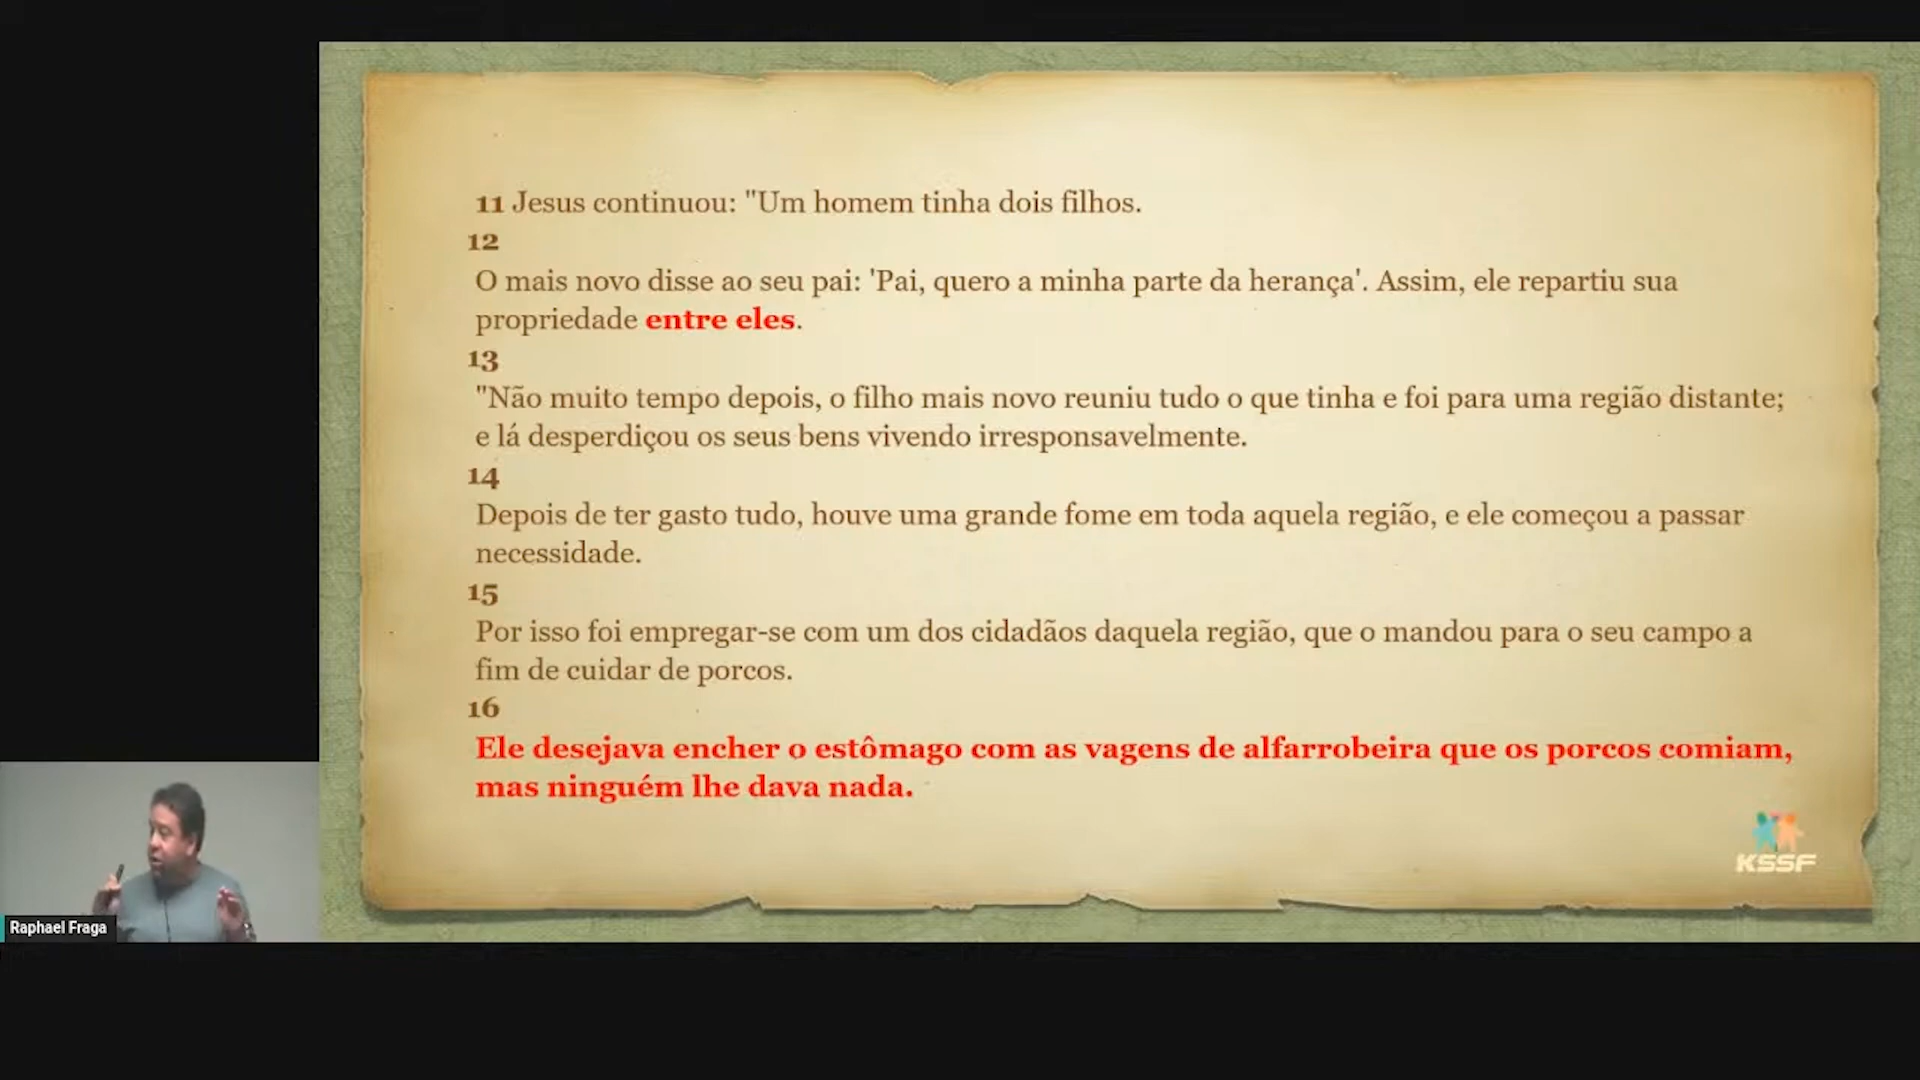 11 Jesus continuou: "Um homem tinha dois filhos.
12
O mais novo disse ao seu pai: 'Pai, quero a minha parte da herança'. Assim, ele repartiu sua
propriedade entre eles.
13
"Não muito tempo depois, o filho mais novo reuniu tudo o que tinha e foi para uma região distante;
e lá desperdiçou os seus bens vivendo irresponsavelmente.
14
Depois de ter gasto tudo, houve uma grande fome em toda aquela região, e ele começou a passar
necessidade.
15
Por isso foi empregar-se com um dos cidadãos daquela região, que o mandou para o seu campo a
fim de cuidar de porcos.
16
Ele desejava encher o estômago com as vagens de alfarrobeira que os porcos comiam,
mas ninguém lhe dava nada.
KSSF
Raphael Fraga